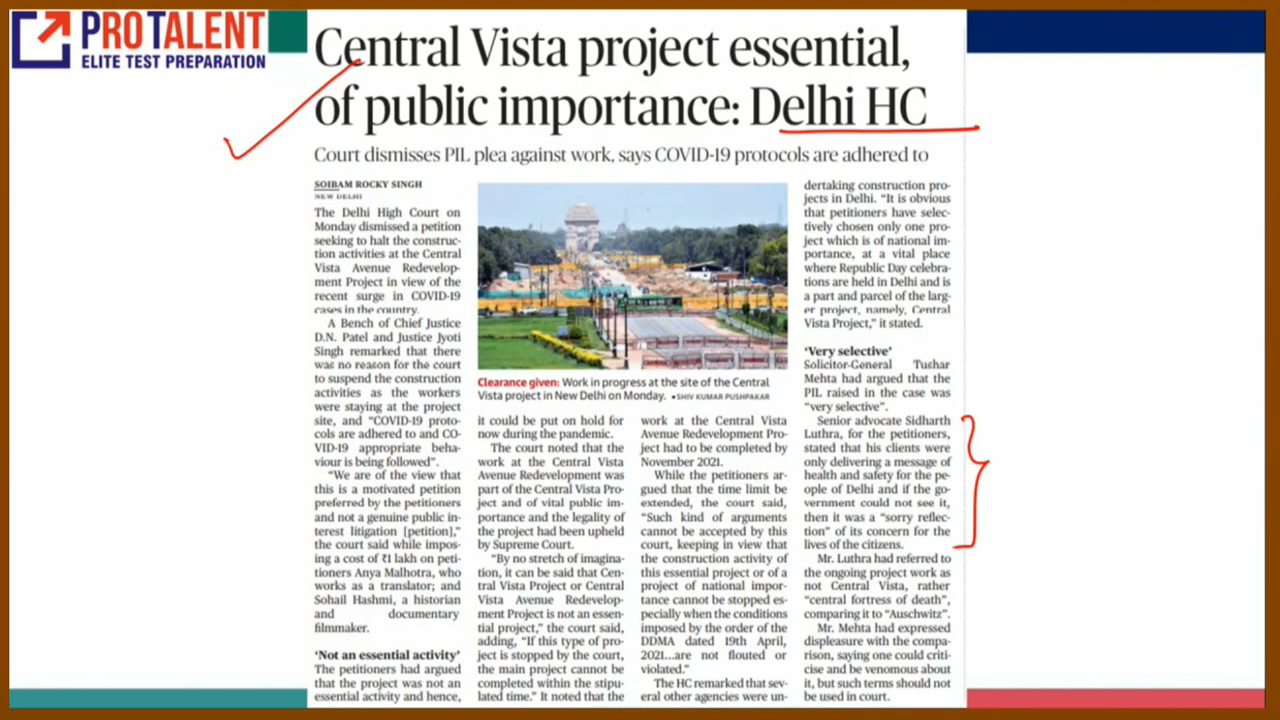 PROTALENT
ELITE TEST PREPARATION
Central Vista project essential,
of public importance: Delhi HC
Court dismisses PIL plea against work, says COVID-19 protocols are adhered to
SOIBAM ROCKY SINGH
NEW DELHI
The Delhi High Court on
Monday dismissed a petition
seeking to halt the construc-
tion activities at the Central
Vista Avenue Redevelop-
ment Project in view of the
recent surge in COVID-19
cases in the country.
A Bench of Chief Justice
D.N. Patel and Justice Jyoti
Singh remarked that there
was no reason for the court
to suspend the construction
activities as the workers
were staying at the project
site, and “COVID-19 proto-
cols are adhered to and CO-
VID-19 appropriate beha-
viour is being followed”.
“We are of the view that
this is a motivated petition
preferred by the petitioners
and not a genuine public in-
terest litigation [petition],”
the court said while impos-
ing a cost of ₹1 lakh on peti-
tioners Anya Malhotra, who
works as a translator; and
Sohail Hashmi, a historian
and documentary
filmmaker.
‘Not an essential activity’
The petitioners had argued
that the project was not an
essential activity and hence,
Clearance given: Work in progress at the site of the Central
Vista project in New Delhi on Monday. •SHIV KUMAR PUSHPAKAR
it could be put on hold for
now during the pandemic.
The court noted that the
work at the Central Vista
Avenue Redevelopment was
part of the Central Vista Pro-
ject and of vital public im-
portance and the legality of
the project had been upheld
by Supreme Court.
“By no stretch of imagina-
tion, it can be said that Cen-
tral Vista Project or Central
Vista Avenue Redevelop-
ment Project is not an essen-
tial project,” the court said,
adding, “If this type of pro-
ject is stopped by the court,
the main project cannot be
completed within the stipu-
lated time.” It noted that the
work at the Central Vista
Avenue Redevelopment Pro-
ject had to be completed by
November 2021.
While the petitioners ar-
gued that the time limit be
extended, the court said,
“Such kind of arguments
cannot be accepted by this
court, keeping in view that
the construction activity of
this essential project or of a
project of national impor-
tance cannot be stopped es-
pecially when the conditions
imposed by the order of the
DDMA dated 19th April,
2021...are not flouted or
violated.”
The HC remarked that sev-
eral other agencies were un-
dertaking construction pro-
jects in Delhi. “It is obvious
that petitioners have selec-
tively chosen only one pro-
ject which is of national im-
portance, at a vital place
where Republic Day celebra-
tions are held in Delhi and is
a part and parcel of the larg-
er project, namely, Central
Vista Project,” it stated.
‘Very selective’
Solicitor-General Tushar
Mehta had argued that the
PIL raised in the case was
“very selective”.
Senior advocate Sidharth
Luthra, for the petitioners,
stated that his clients were
only delivering a message of
health and safety for the pe-
ople of Delhi and if the go-
vernment could not see it,
then it was a “sorry reflec-
tion” of its concern for the
lives of the citizens.
Mr. Luthra had referred to
the ongoing project work as
not Central Vista, rather
“central fortress of death”,
comparing it to “Auschwitz”.
Mr. Mehta had expressed
displeasure with the compa-
rison, saying one could criti-
cise and be venomous about
it, but such terms should not
be used in court.